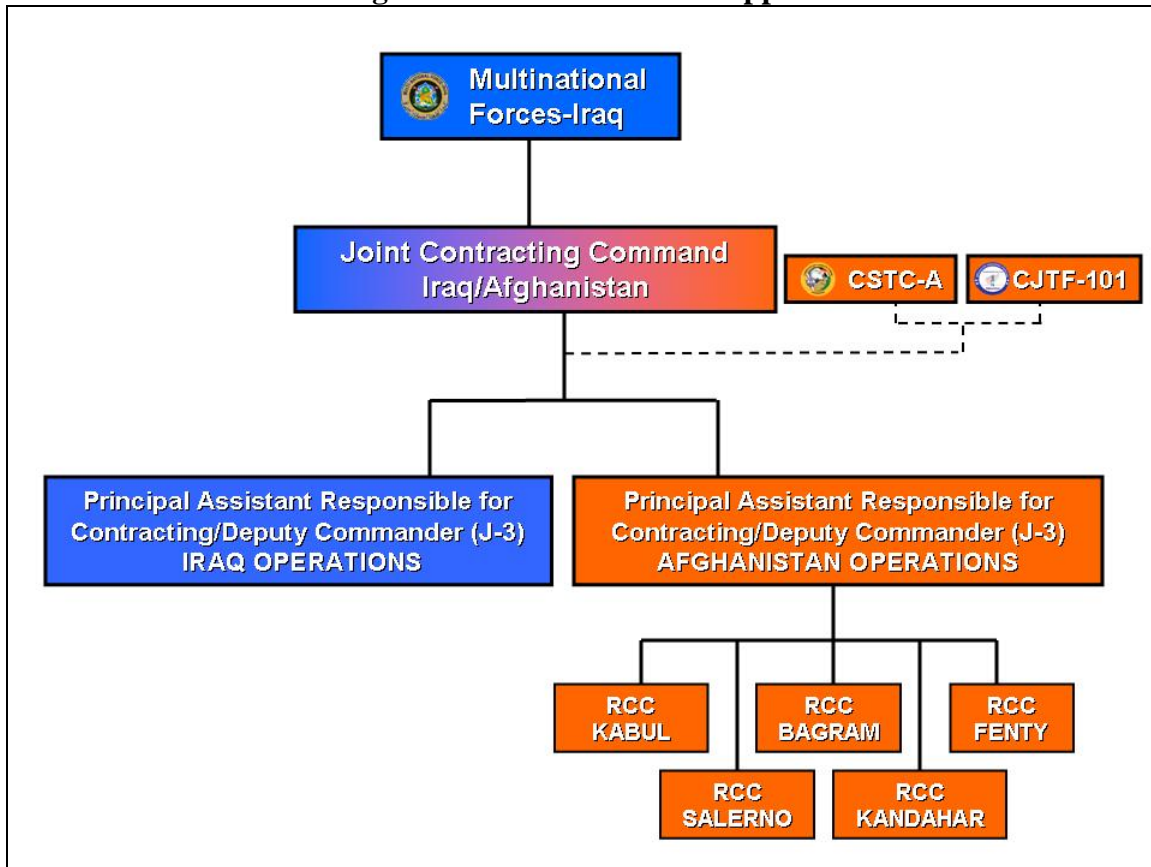 Multinational
Forces-Iraq
Joint Contracting Command
Iraq/Afghanistan
CSTC-A
CJTF-101
Principal Assistant Responsible for
Contracting/Deputy Commander (J-3)
IRAQ OPERATIONS
Principal Assistant Responsible for
Contracting/Deputy Commander (J-3)
AFGHANISTAN OPERATIONS
RCC
KABUL
RCC
BAGRAM
RCC
FENTY
RCC
SALERNO
RCC
KANDAHAR